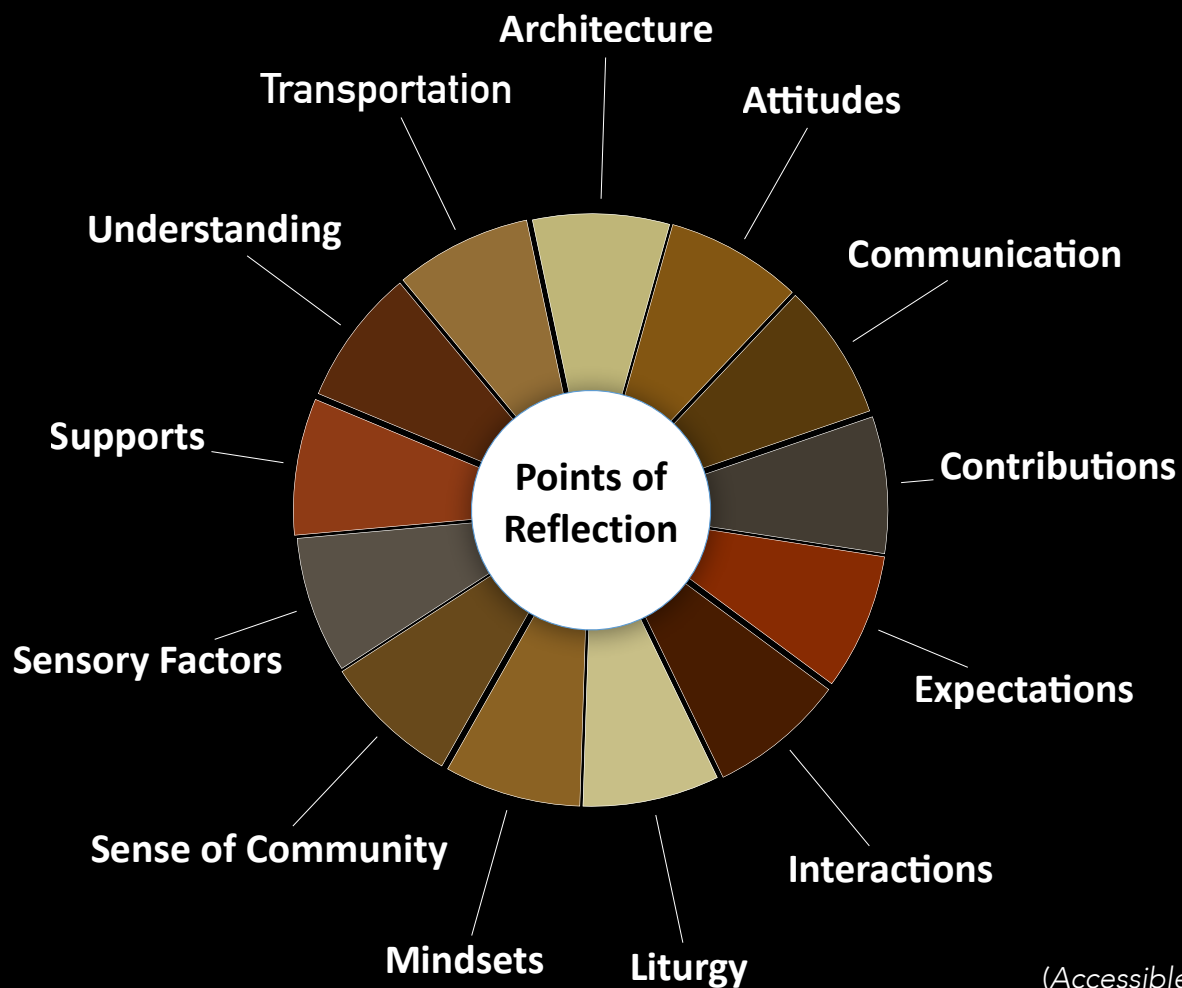 Architecture
Attitudes
Communication
Contributions
Expectations
Interactions
Liturgy
Mindsets
Sense of Community
Sensory Factors
Supports
Understanding
Transportation
Points of
Reflection
(Accessible